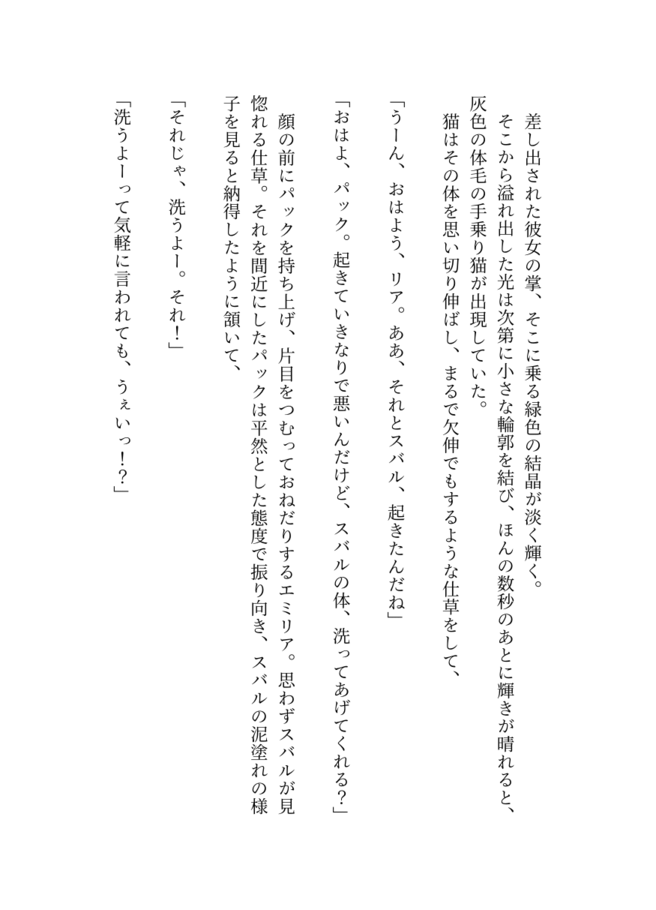 差し出された彼女の掌、そこに乗る緑色の結晶が淡く輝く。
　そこから溢れ出した光は次第に小さな輪郭を結び、ほんの数秒のあとに輝きが晴れると、
灰色の体毛の手乗り猫が出現していた。
　猫はその体を思い切り伸ばし、まるで欠伸でもするような仕草をして、
「うーん、おはよう、リア。ああ、それとスバル、起きたんだね」
「おはよ、パック。起きていきなりで悪いんだけど、スバルの体、洗ってあげてくれる？」
　顔の前にパックを持ち上げ、片目をつむっておねだりするエミリア。思わずスバルが見
惚れる仕草。それを間近にしたパックは平然とした態度で振り向き、スバルの泥塗れの様
子を見ると納得したように頷いて、
「それじゃ、洗うよー。それ！」
「洗うよーって気軽に言われても、うぇいっ！？」